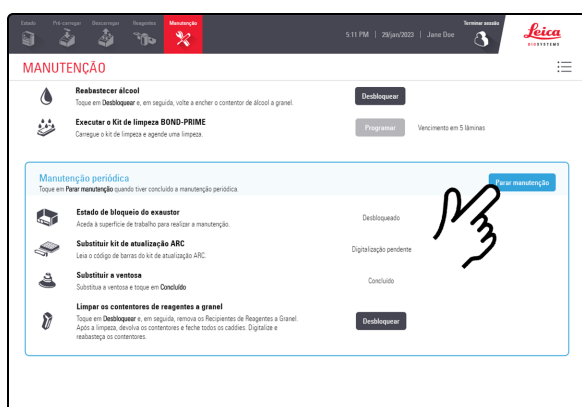 Estado Pré-carregar Descarregar Reagentes Manutenção
5:11 PM | 29/jan/2023 | Jane Doe
Terminar sessão
Leica
BIOSYSTEMS
MANUTENÇÃO
Reabastecer álcool
Toque em Desbloquear e, em seguida, volte a encher o contentor de álcool a granel.
Desbloquear
Executar o Kit de limpeza BOND-PRIME
Carregue o kit de limpeza e agende uma limpeza.
Programar
Vencimento em 5 lâminas
Manutenção periódica
Toque em Parar manutenção quando tiver concluído a manutenção periódica.
Parar manutenção
Estado de bloqueio do exaustor
Aceda à superfície de trabalho para realizar a manutenção.
Desbloqueado
Substituir kit de atualização ARC
Leia o código de barras do kit de atualização ARC.
Digitalização pendente
Substituir a ventosa
Substitua a ventosa e toque em Concluído
Concluído
Limpar os contentores de reagentes a granel
Toque em Desbloquear e, em seguida, remova os Recipientes de Reagentes a Granel.
Após a limpeza, devolva os contentores e feche todos os caddies. Digitalize e
reabasteça os contentores.
Desbloquear